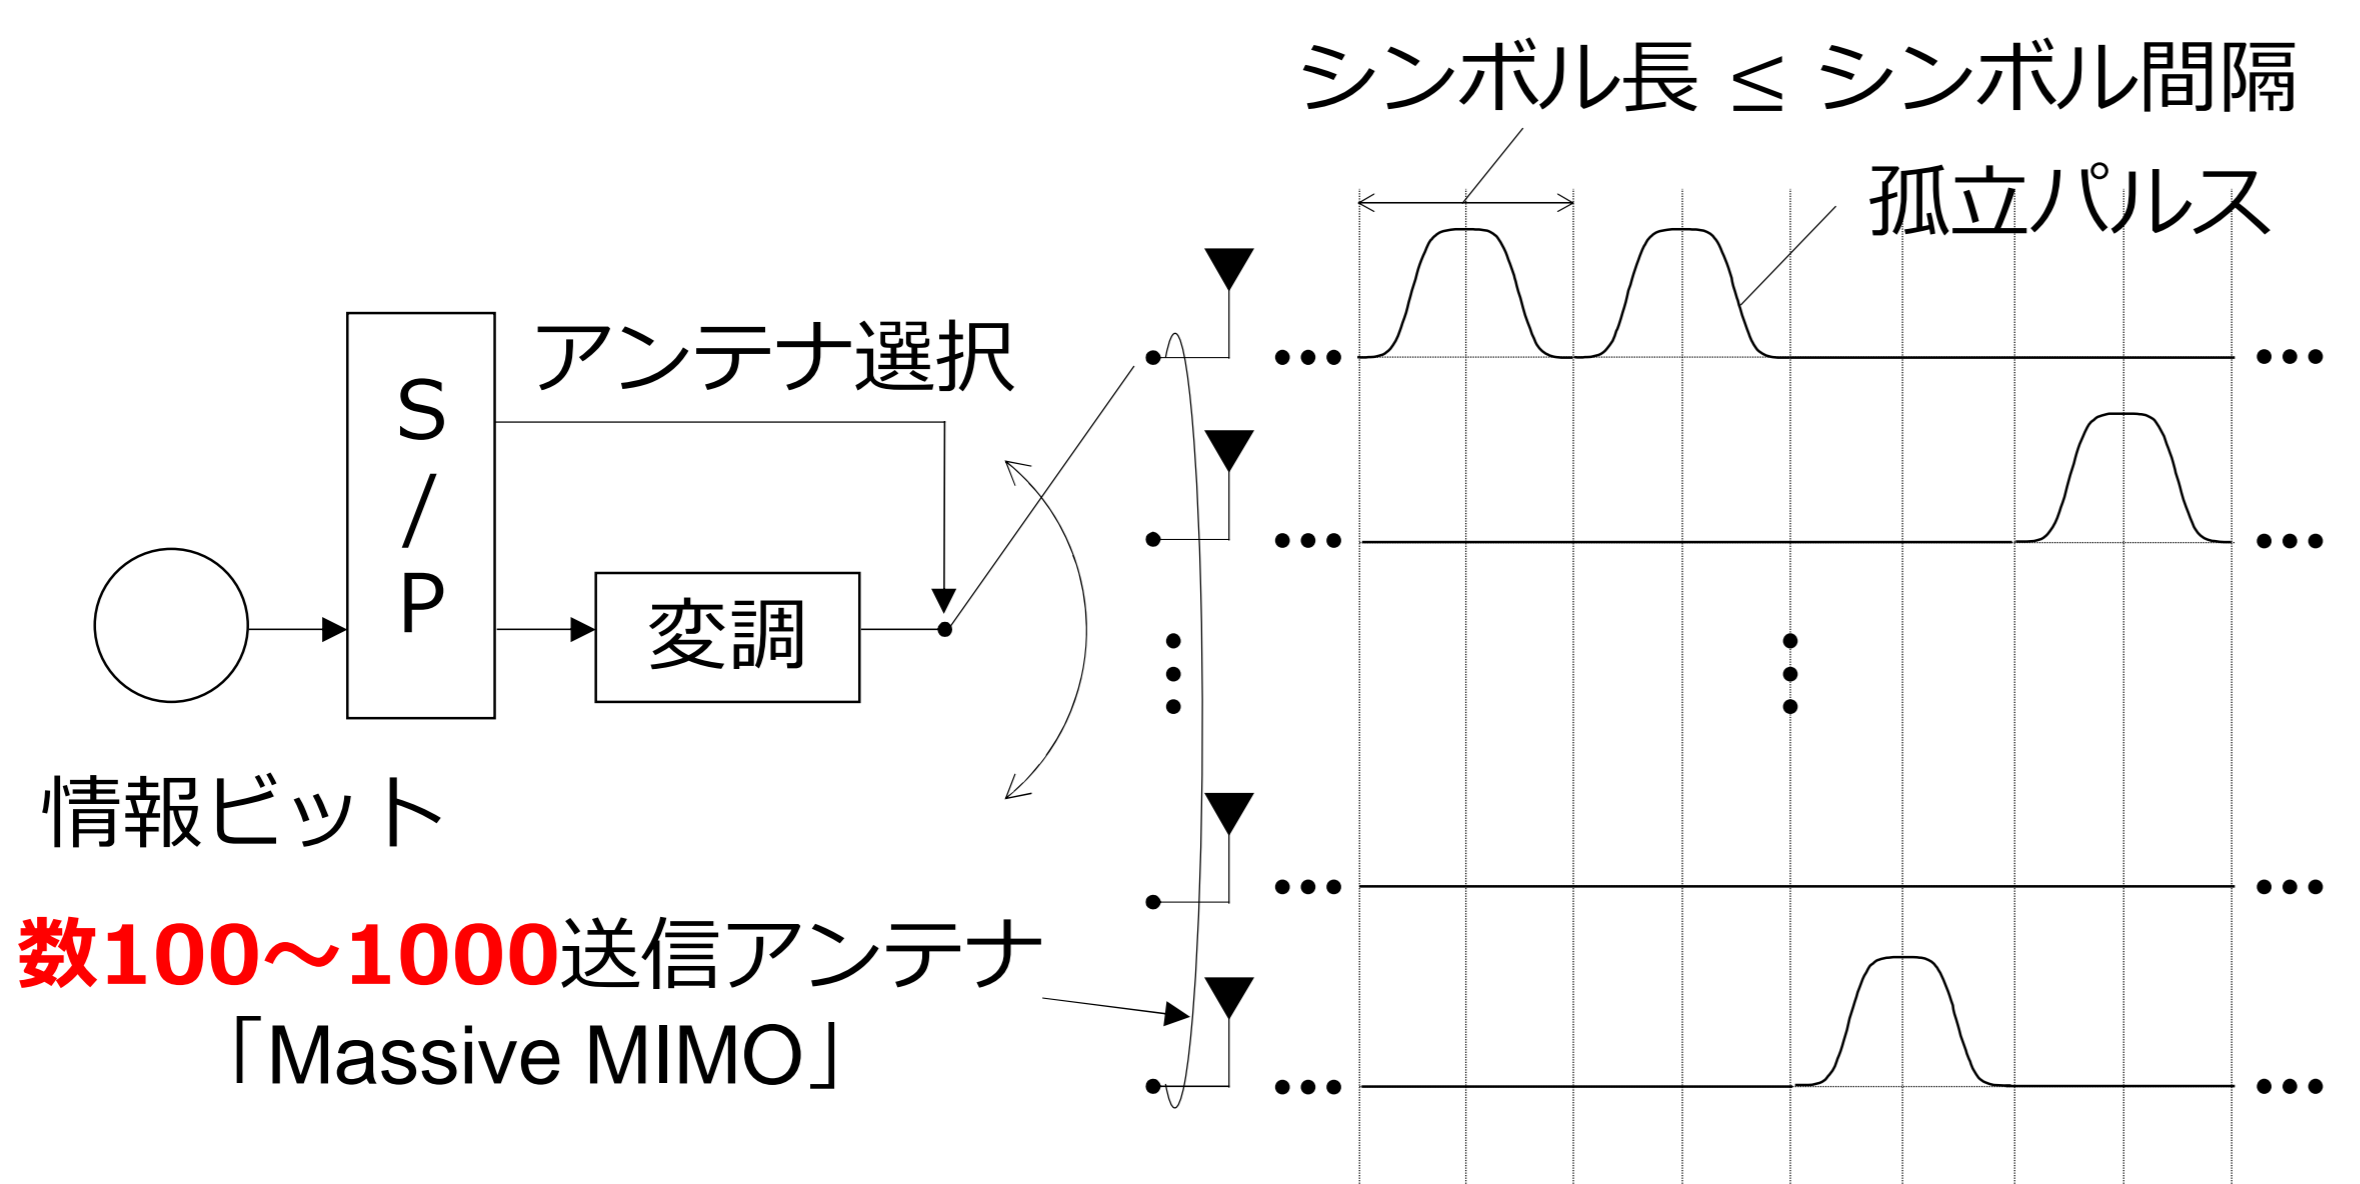 シンボル長 ≤ シンボル間隔
孤立パルス
アンテナ選択
S
/
P
変調
情報ビット
数100～1000送信アンテナ
「Massive MIMO」